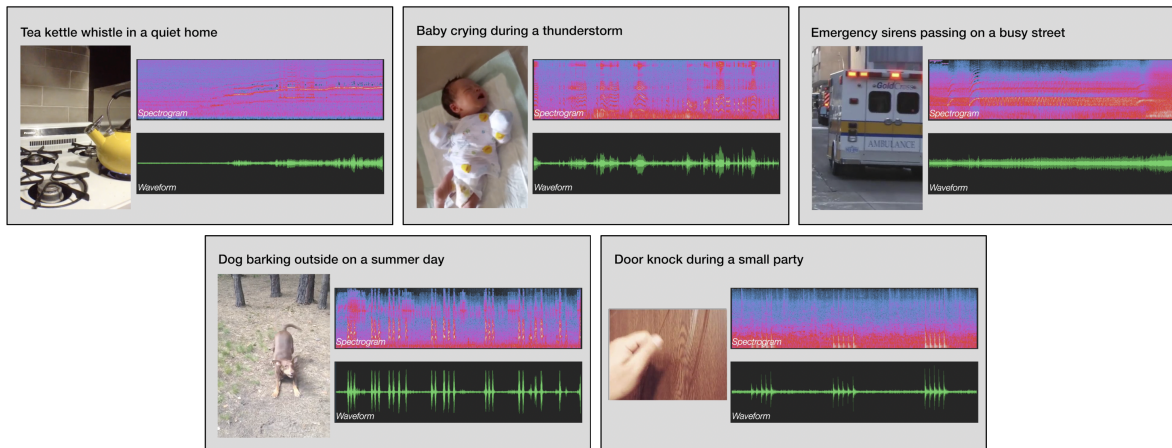 Tea kettle whistle in a quiet home
Spectrogram
Waveform
Baby crying during a thunderstorm
Spectrogram
Waveform
Emergency sirens passing on a busy street
GoldCross
AMBULANCE
Spectrogram
Waveform
Dog barking outside on a summer day
Spectrogram
Waveform
Door knock during a small party
Spectrogram
Waveform